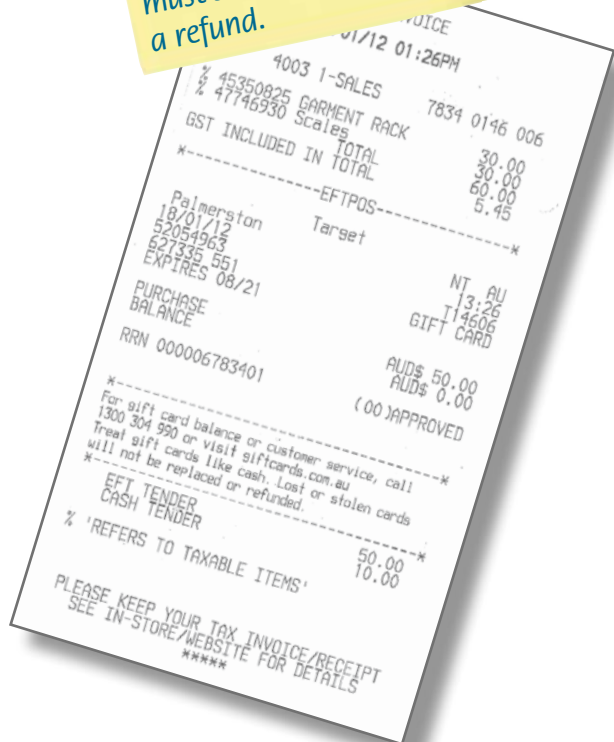 a refund.
01/12 01:26PM
4003 1-SALES 7834 0146 006
% 45350825 GARMENT RACK 30.00
% 47746930 Scales 30.00
TOTAL 60.00
GST INCLUDED IN TOTAL 5.45
*--------------EFTPOS--------------*
Palmerston Target NT AU
18/01/12 13:26
52054963 T14606
627335 551 GIFT CARD
EXPIRES 08/21
PURCHASE AUD$ 50.00
BALANCE AUD$ 0.00
RRN 000006783401 (00)APPROVED
*----------------------------------*
For gift card balance or customer service, call
1300 304 990 or visit giftcards.com.au
Treat gift cards like cash. Lost or stolen cards
will not be replaced or refunded.
*----------------------------------*
EFT TENDER 50.00
CASH TENDER 10.00
% 'REFERS TO TAXABLE ITEMS'
PLEASE KEEP YOUR TAX INVOICE/RECEIPT
SEE IN-STORE/WEBSITE FOR DETAILS
*****